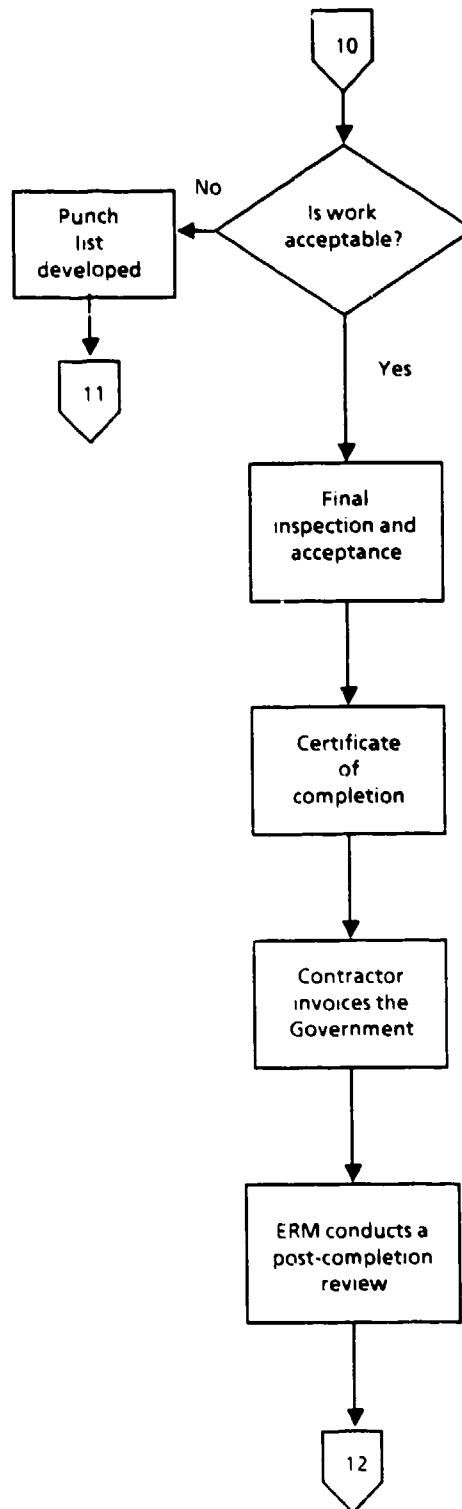 10
Is work
acceptable?
No
Punch
list
developed
11
Yes
Final
inspection and
acceptance
Certificate
of
completion
Contractor
invoices the
Government
ERM conducts a
post-completion
review
12